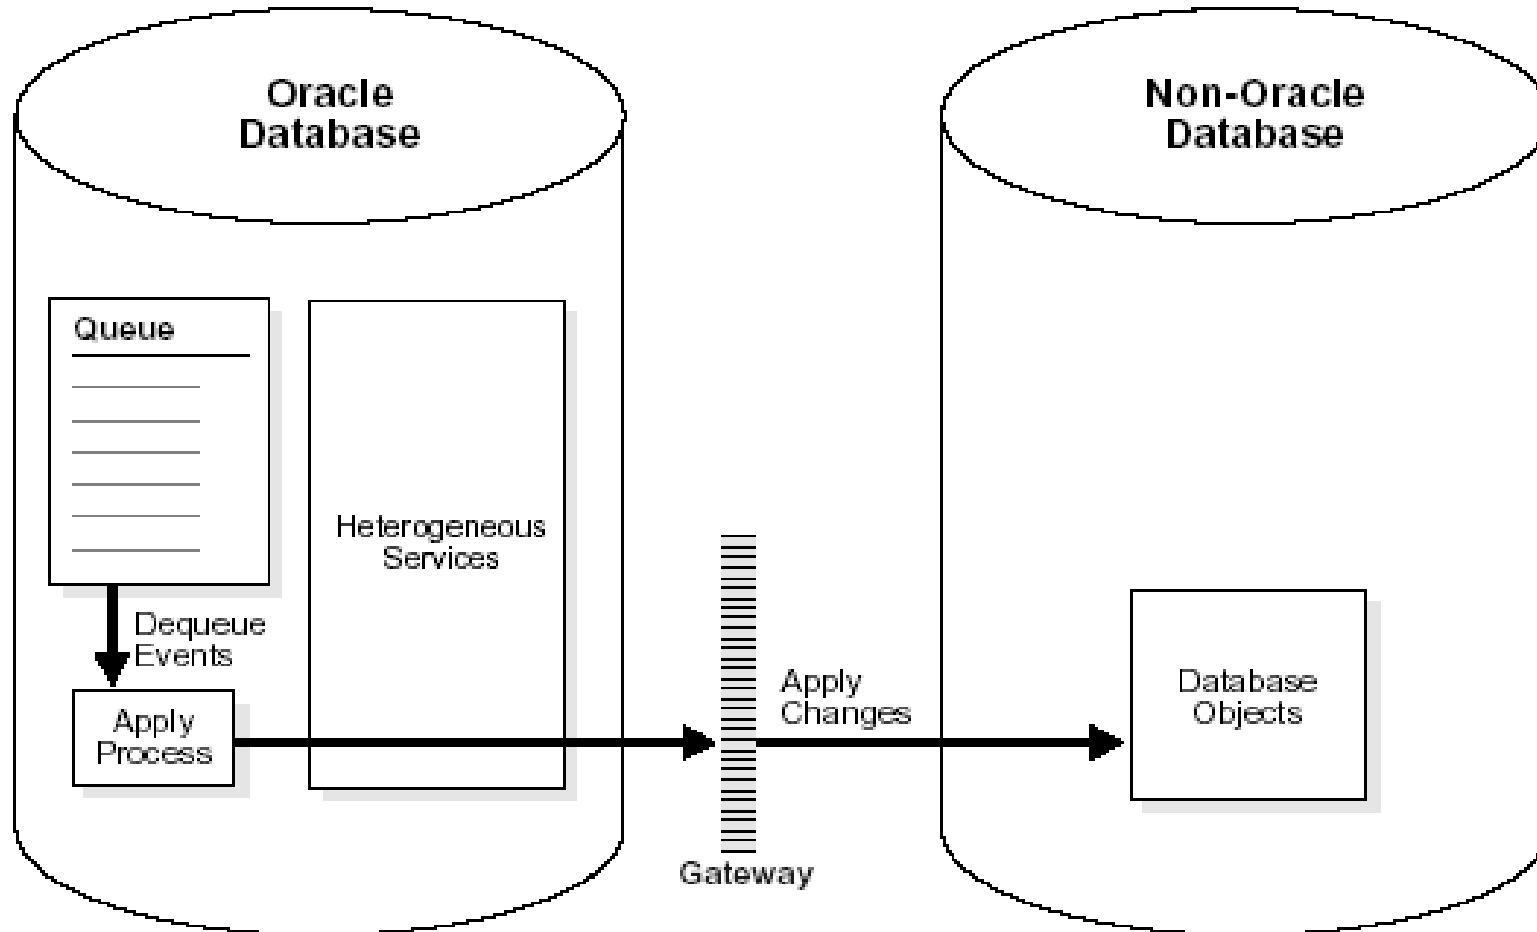 Oracle
Database
Non-Oracle
Database
Queue
Heterogeneous
Services
Dequeue
Events
Apply
Process
Gateway
Apply
Changes
Database
Objects